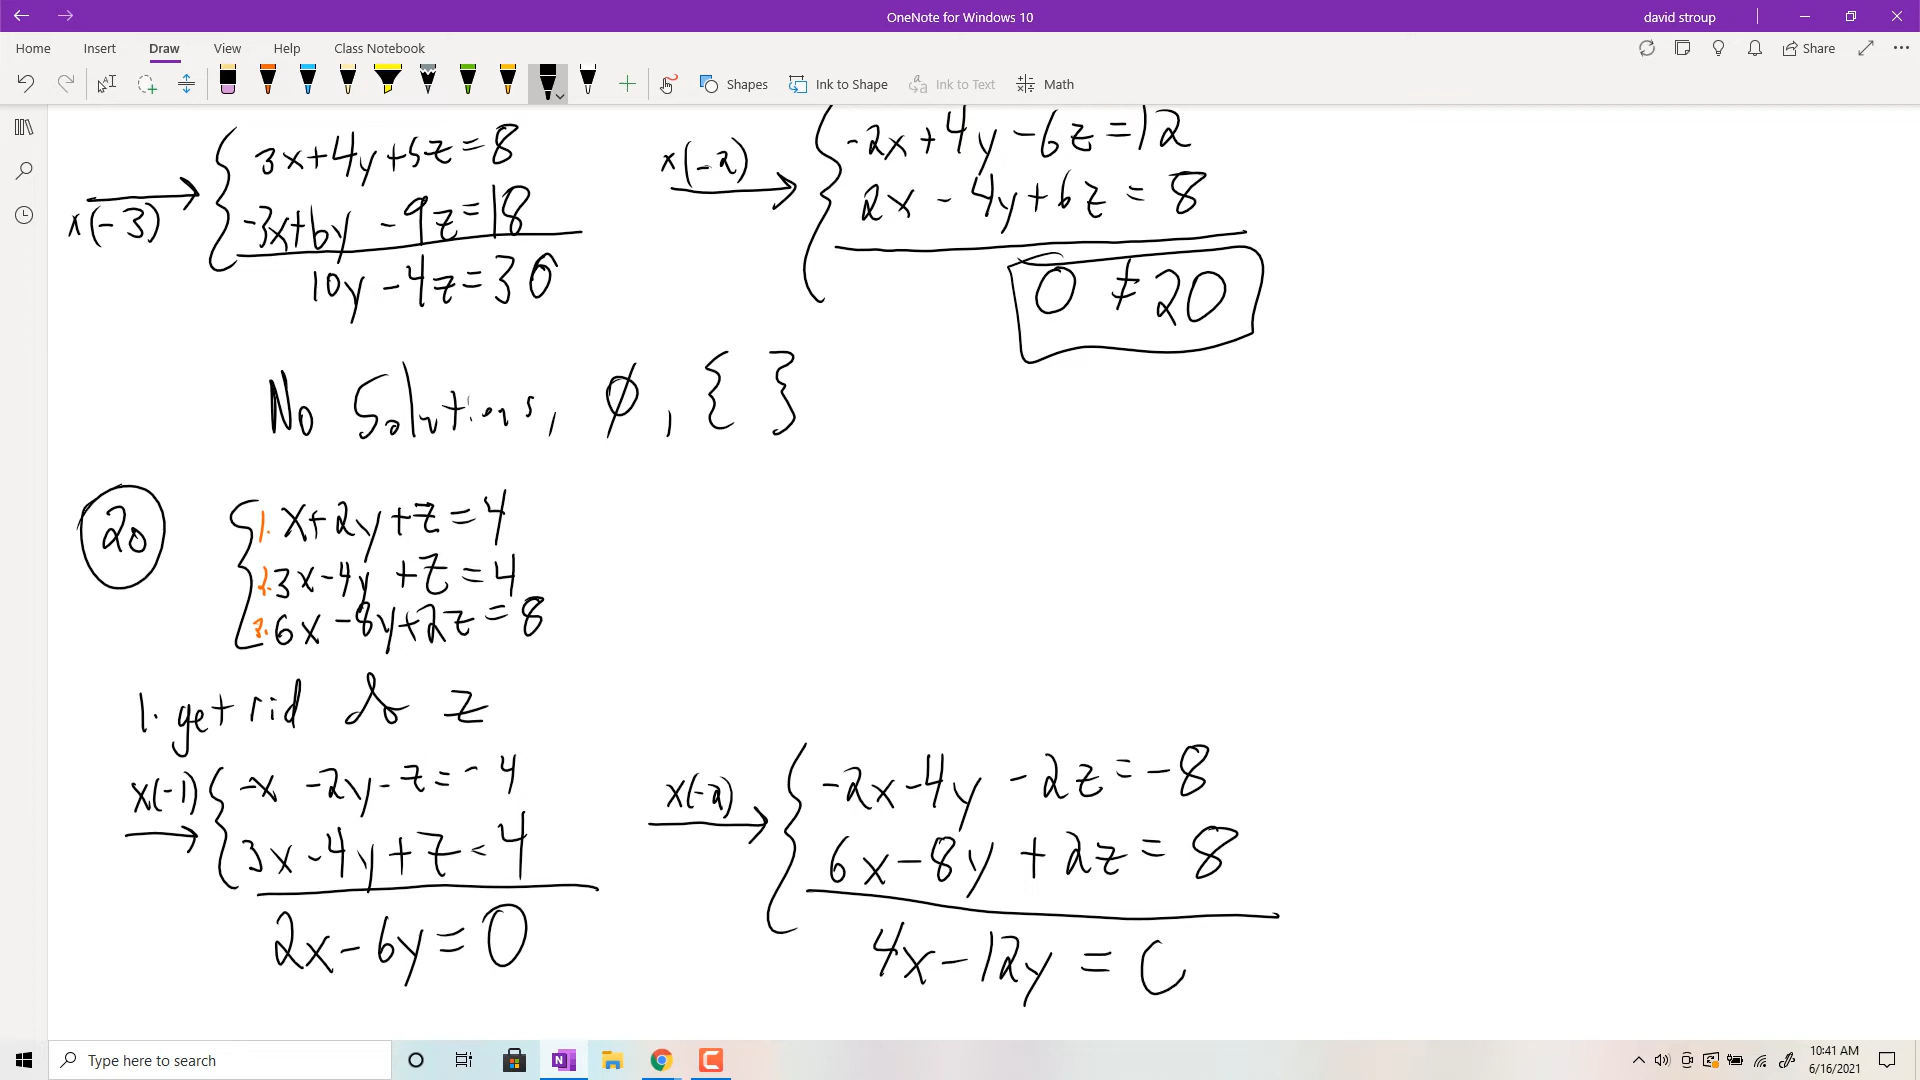 OneNote for Windows 10
david stroup
Home Insert Draw View Help Class Notebook
Share
Shapes Ink to Shape Ink to Text Math
x(-3)
3x+4y+5z=8
-3x+6y-9z=18
10y-4z=30
x(-2)
-2x+4y-6z=12
2x-4y+6z=8
0≠20
No Solutions, ∅, { }
20
1. x+2y+z=4
2. 3x-4y+z=4
3. 6x-8y+2z=8
1. get rid of z
x(-1)
-x-2y-z=-4
3x-4y+z=4
2x-6y=0
x(-2)
-2x-4y-2z=-8
6x-8y+2z=8
4x-12y=0
Type here to search
10:41 AM
6/16/2021